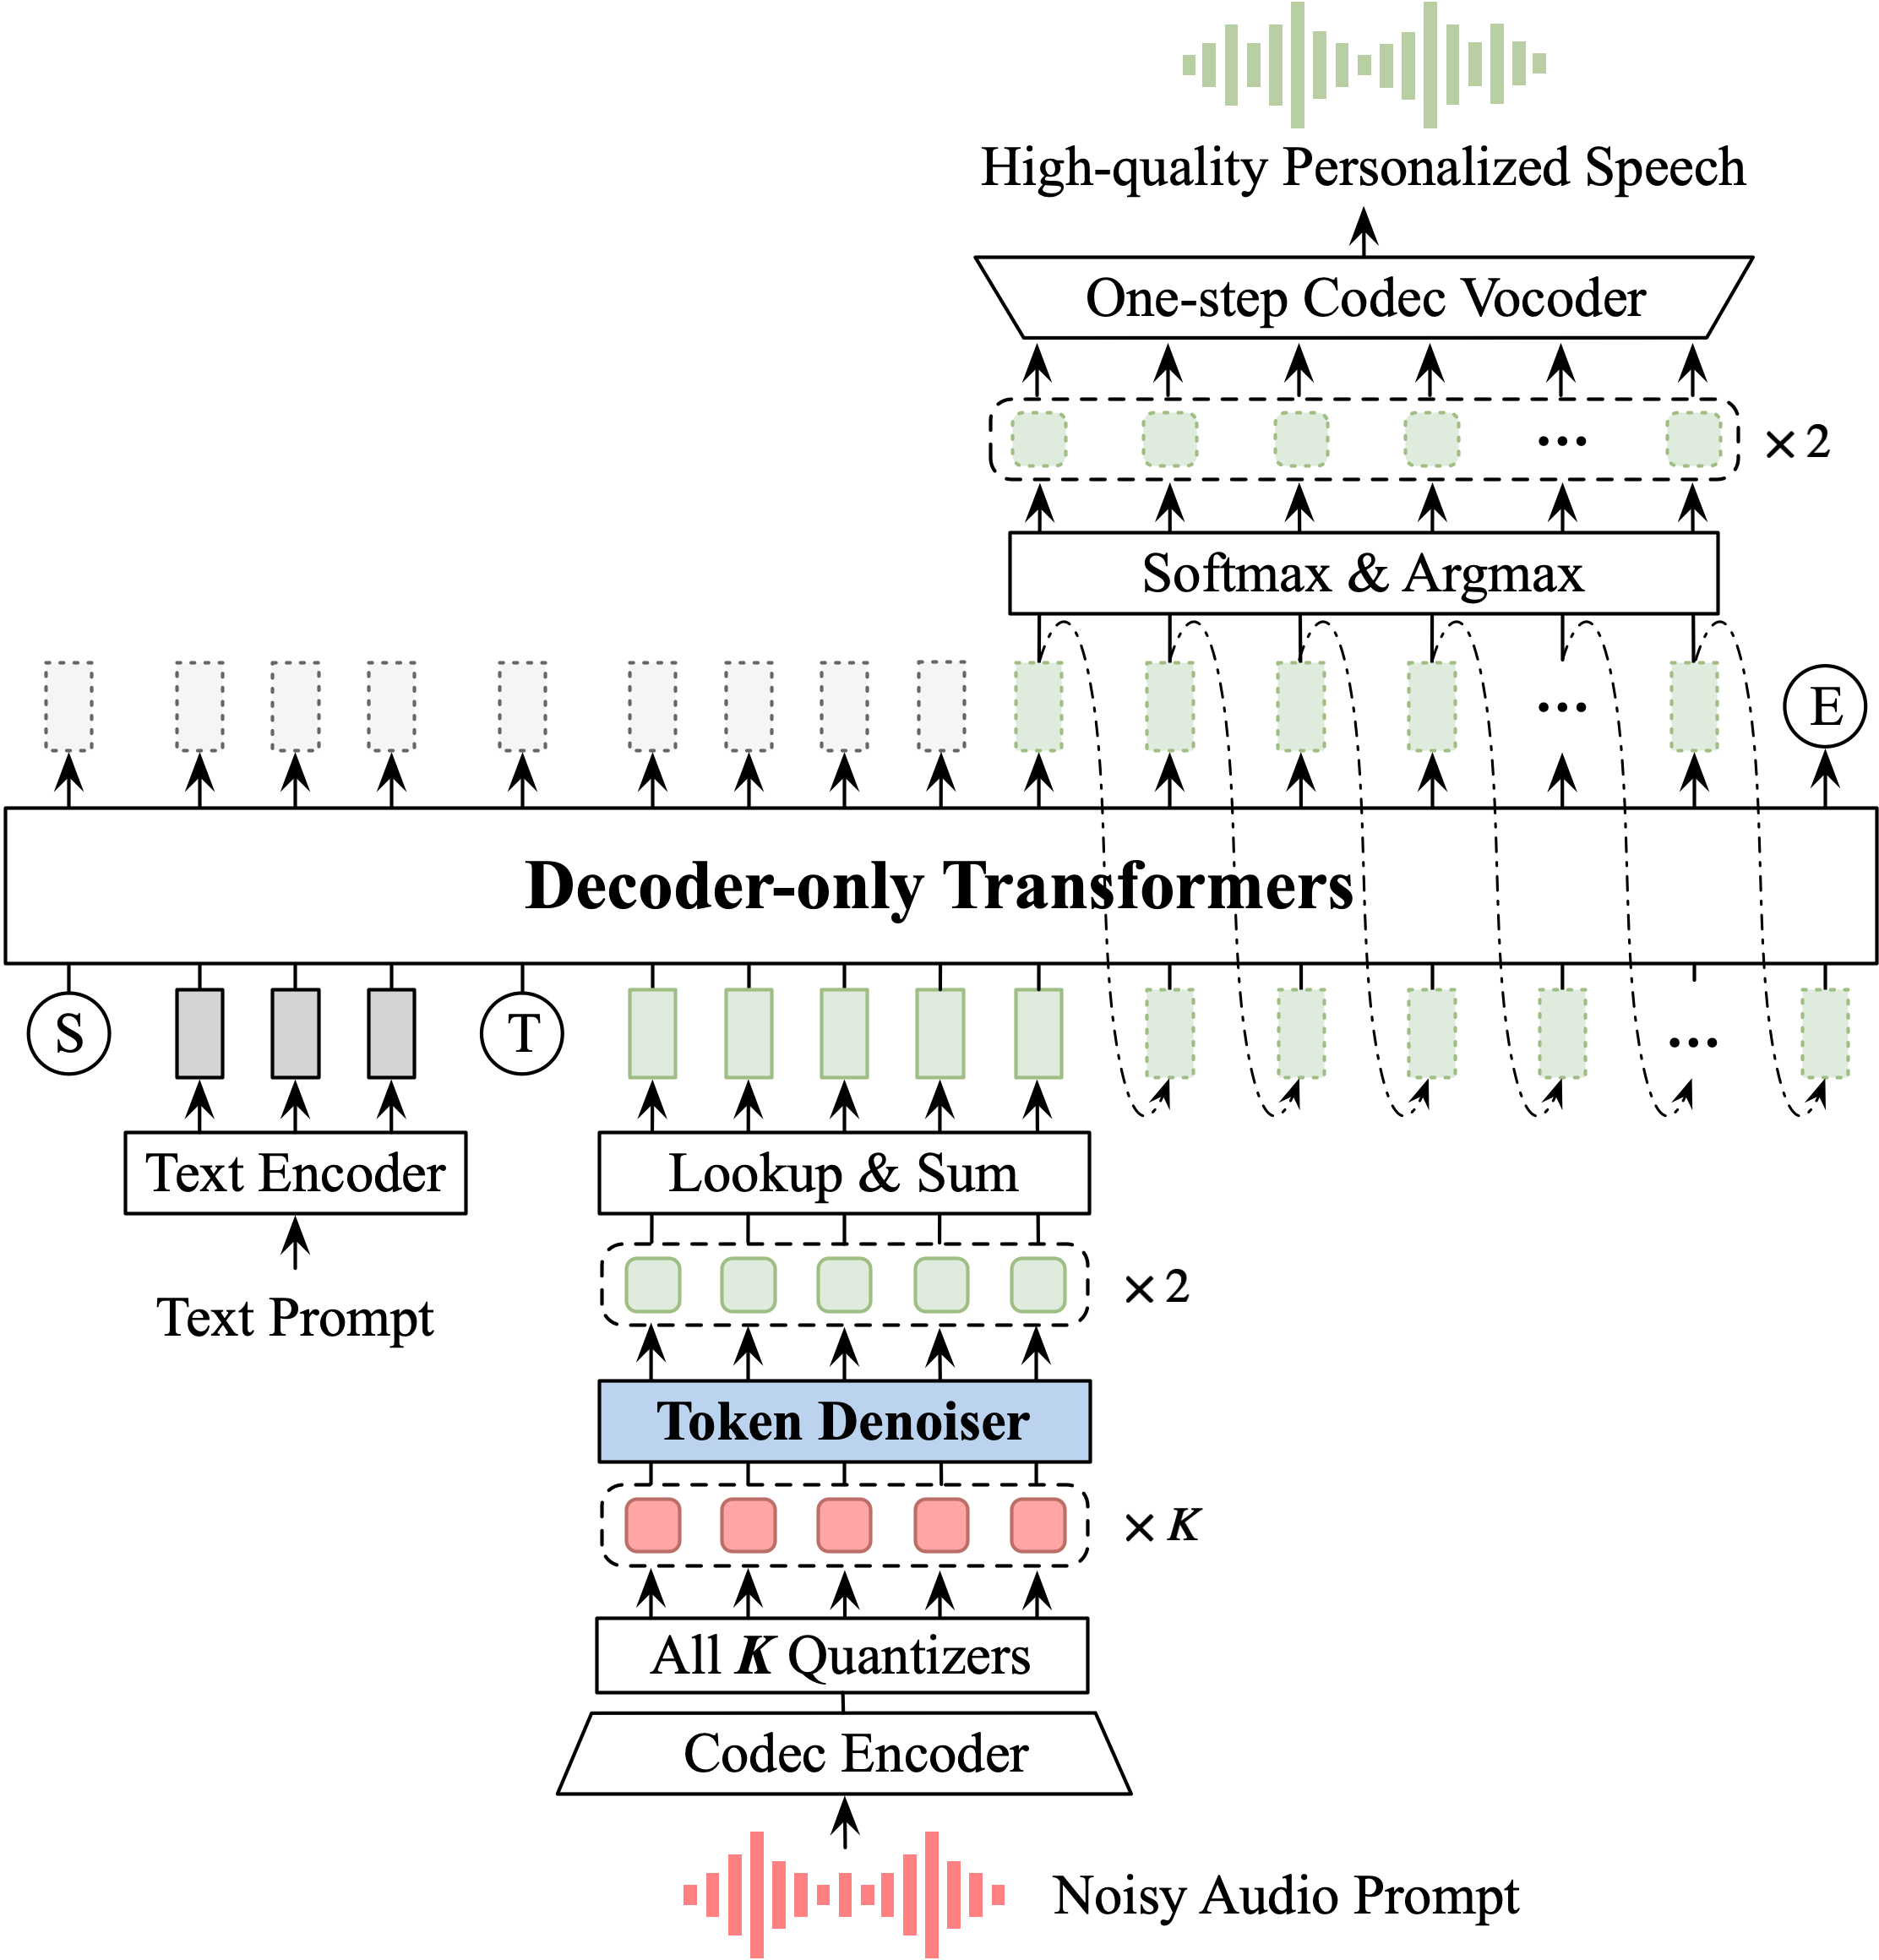 High-quality Personalized Speech
One-step Codec Vocoder
... × 2
Softmax & Argmax
... E
Decoder-only Transformers
S T ...
Text Encoder Lookup & Sum
Text Prompt × 2
Token Denoiser
× K
All K Quantizers
Codec Encoder
Noisy Audio Prompt